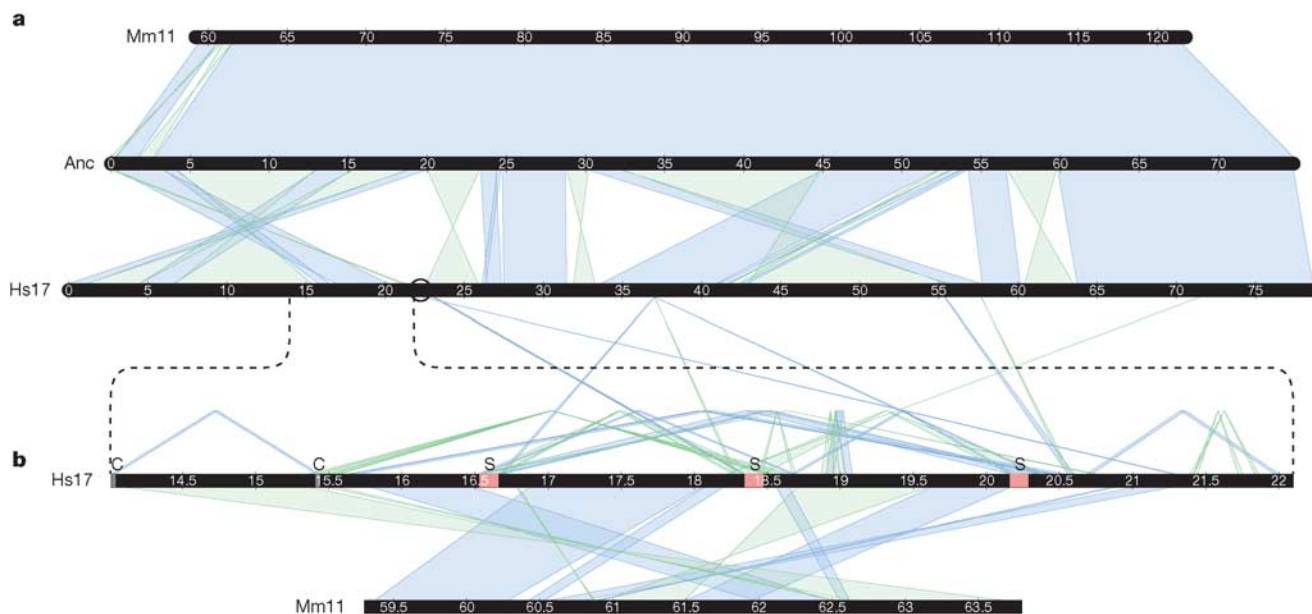 a
Mm11 60 65 70 75 80 85 90 95 100 105 110 115 120
Anc 0 5 10 15 20 25 30 35 40 45 50 55 60 65 70
Hs17 0 5 10 15 20 25 30 35 40 45 50 55 60 65 70 75
b
C C S S S
Hs17 14.5 15 15.5 16 16.5 17 17.5 18 18.5 19 19.5 20 20.5 21 21.5 22
Mm11 59.5 60 60.5 61 61.5 62 62.5 63 63.5